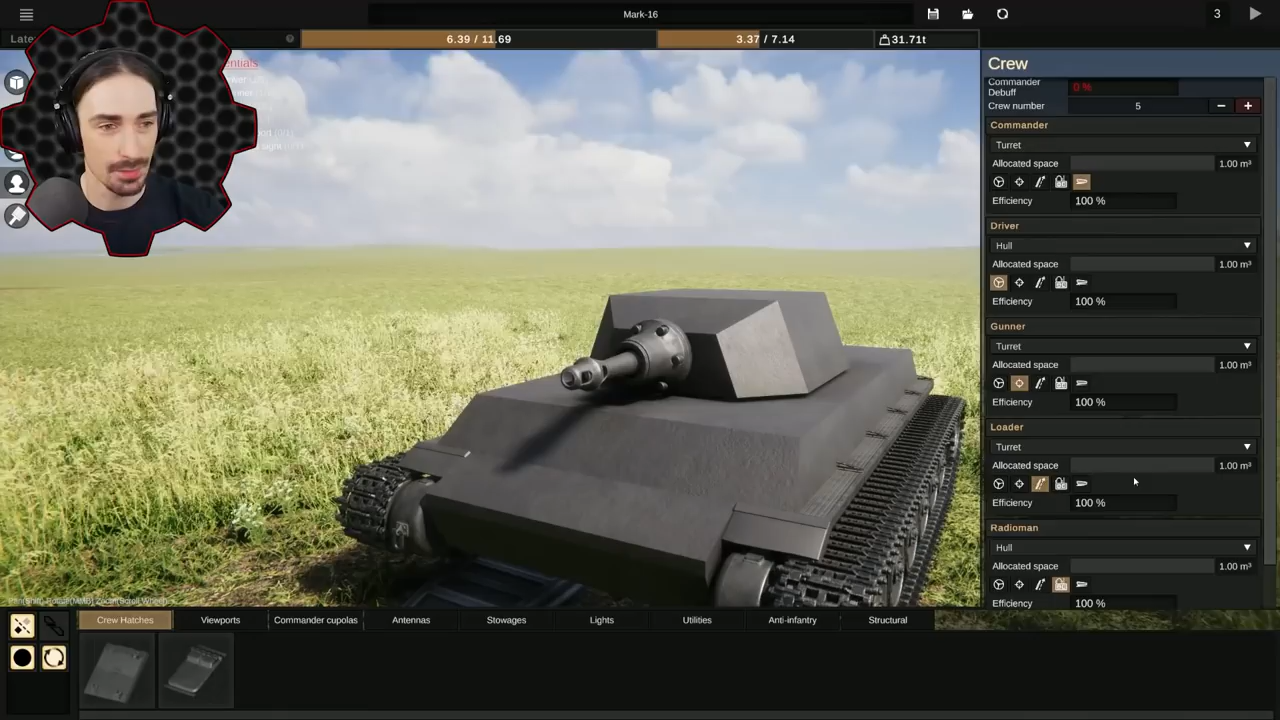 Mark-16
3
6.39 / 11.69
3.37 / 7.14
31.71t
Crew
Commander
Debuff
0 %
Crew number
5
Commander
Turret
Allocated space
1.00 m³
Efficiency
100 %
Driver
Hull
Allocated space
1.00 m³
Efficiency
100 %
Gunner
Turret
Allocated space
1.00 m³
Efficiency
100 %
Loader
Turret
Allocated space
1.00 m³
Efficiency
100 %
Radioman
Hull
Allocated space
1.00 m³
Efficiency
100 %
Crew Hatches
Viewports
Commander cupolas
Antennas
Stowages
Lights
Utilities
Anti-infantry
Structural